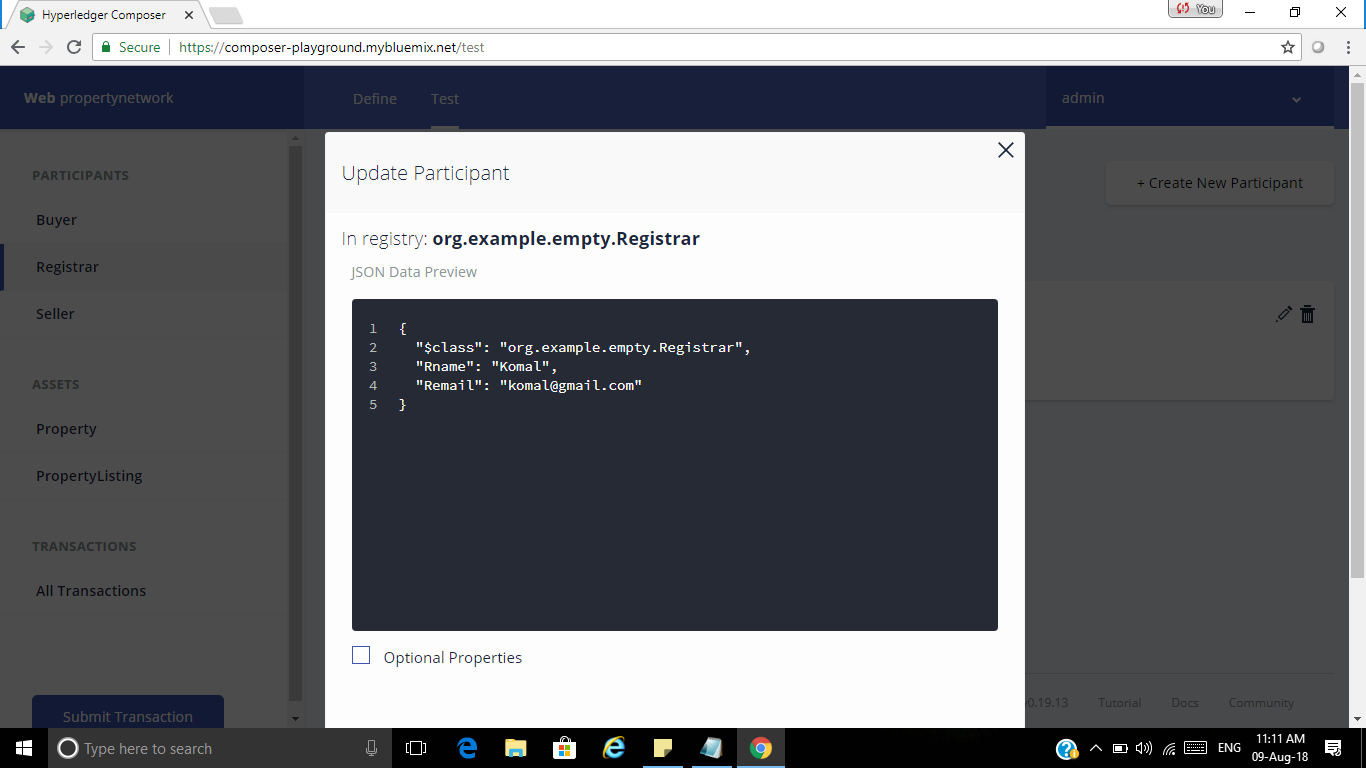 Hyperledger Composer
You
Secure
https://composer-playground.mybluemix.net/test
Web propertynetwork
Define
Test
admin
PARTICIPANTS
Buyer
Registrar
Seller
ASSETS
Property
PropertyListing
TRANSACTIONS
All Transactions
Submit Transaction
+ Create New Participant
Update Participant
In registry: org.example.empty.Registrar
JSON Data Preview
1 {
2 "$class": "org.example.empty.Registrar",
3 "Rname": "Komal",
4 "Remail": "komal@gmail.com"
5 }
Optional Properties
0.19.13
Tutorial
Docs
Community
Type here to search
ENG
11:11 AM
09-Aug-18